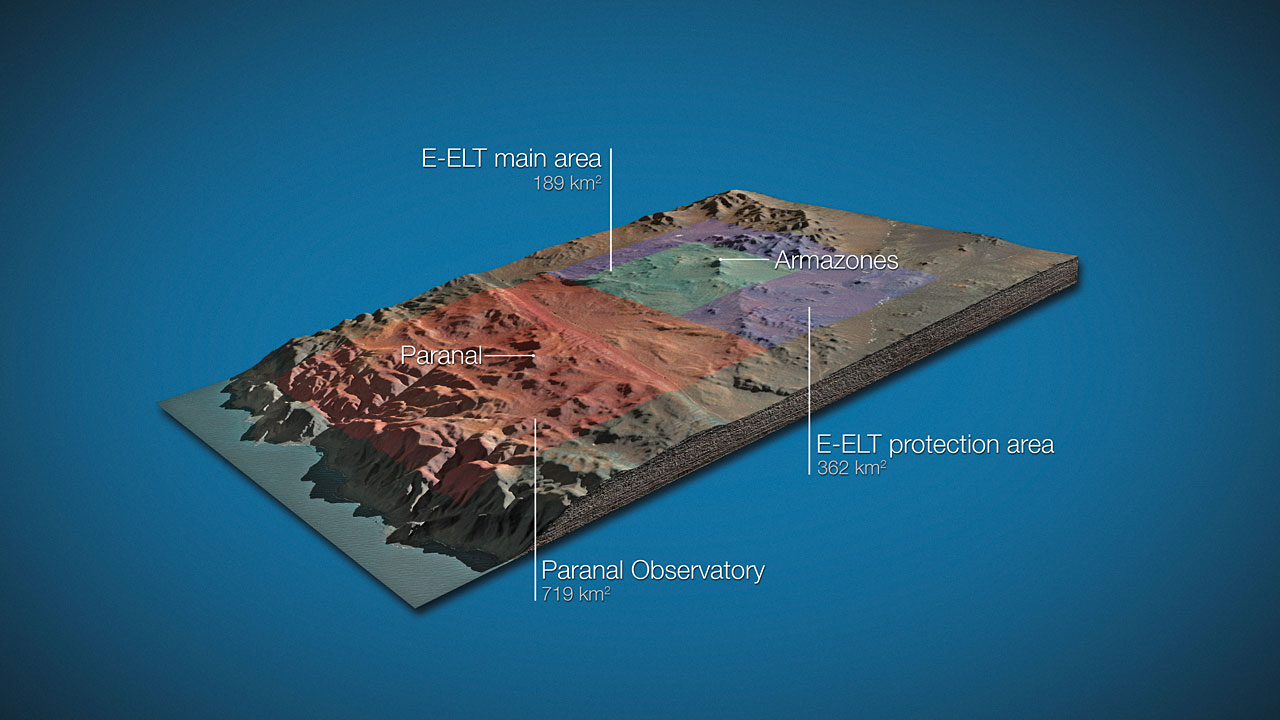 E-ELT main area
189 km²
Armazones
Paranal
E-ELT protection area
362 km²
Paranal Observatory
719 km²